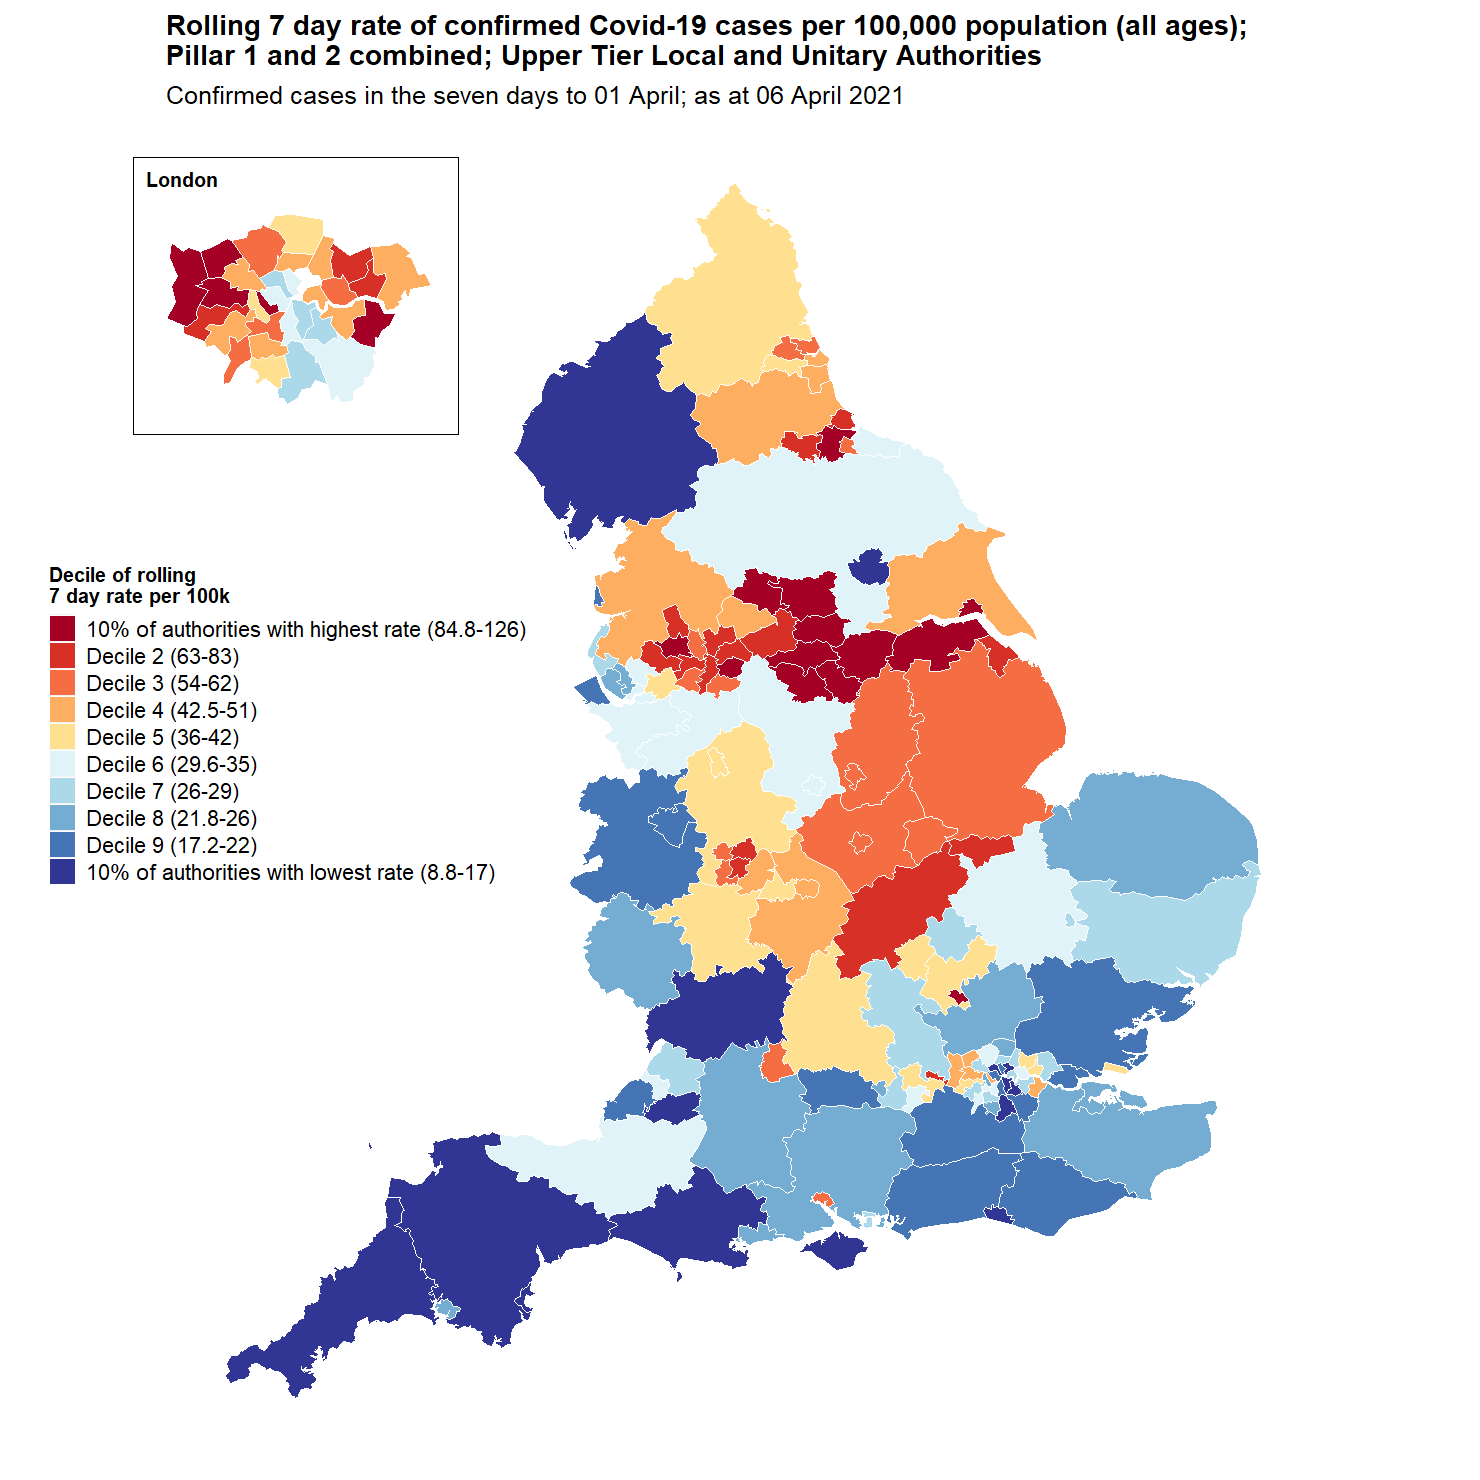 Rolling 7 day rate of confirmed Covid-19 cases per 100,000 population (all ages);
Pillar 1 and 2 combined; Upper Tier Local and Unitary Authorities
Confirmed cases in the seven days to 01 April; as at 06 April 2021
London
Decile of rolling
7 day rate per 100k
10% of authorities with highest rate (84.8-126)
Decile 2 (63-83)
Decile 3 (54-62)
Decile 4 (42.5-51)
Decile 5 (36-42)
Decile 6 (29.6-35)
Decile 7 (26-29)
Decile 8 (21.8-26)
Decile 9 (17.2-22)
10% of authorities with lowest rate (8.8-17)